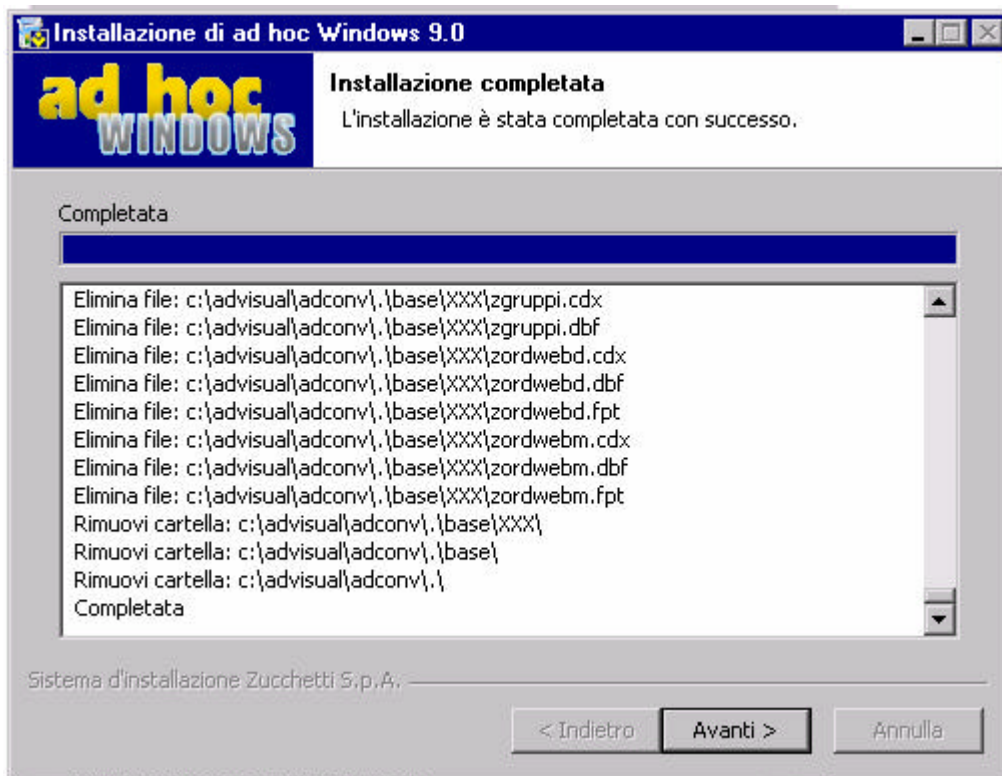 Installazione di ad hoc Windows 9.0
ad hoc
WINDOWS
Installazione completata
L'installazione è stata completata con successo.
Completata
Elimina file: c:\advisual\adconv\.\base\XXX\zgruppi.cdx
Elimina file: c:\advisual\adconv\.\base\XXX\zgruppi.dbf
Elimina file: c:\advisual\adconv\.\base\XXX\zordwebd.cdx
Elimina file: c:\advisual\adconv\.\base\XXX\zordwebd.dbf
Elimina file: c:\advisual\adconv\.\base\XXX\zordwebd.fpt
Elimina file: c:\advisual\adconv\.\base\XXX\zordwebm.cdx
Elimina file: c:\advisual\adconv\.\base\XXX\zordwebm.dbf
Elimina file: c:\advisual\adconv\.\base\XXX\zordwebm.fpt
Rimuovi cartella: c:\advisual\adconv\.\base\XXX\
Rimuovi cartella: c:\advisual\adconv\.\base\
Rimuovi cartella: c:\advisual\adconv\.\
Completata
Sistema d'installazione Zucchetti S.p.A.
< Indietro Avanti > Annulla